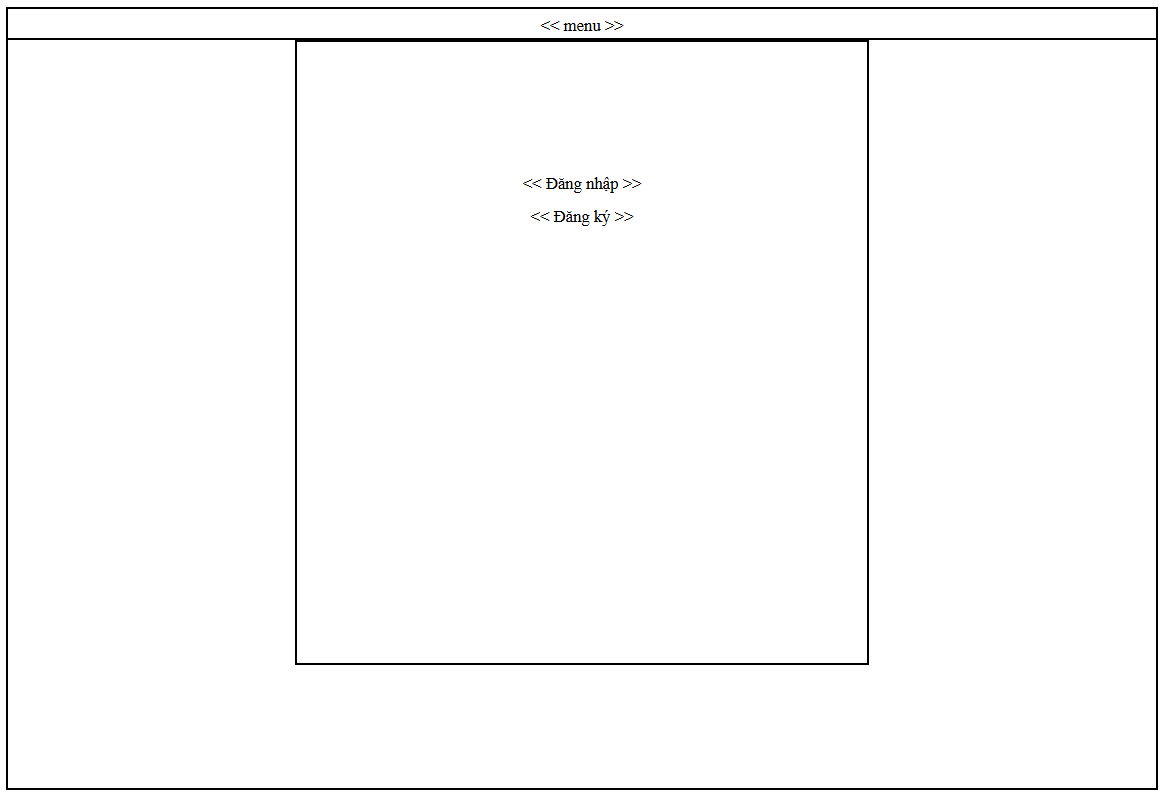 << menu >>
<< Đăng nhập >>
<< Đăng ký >>